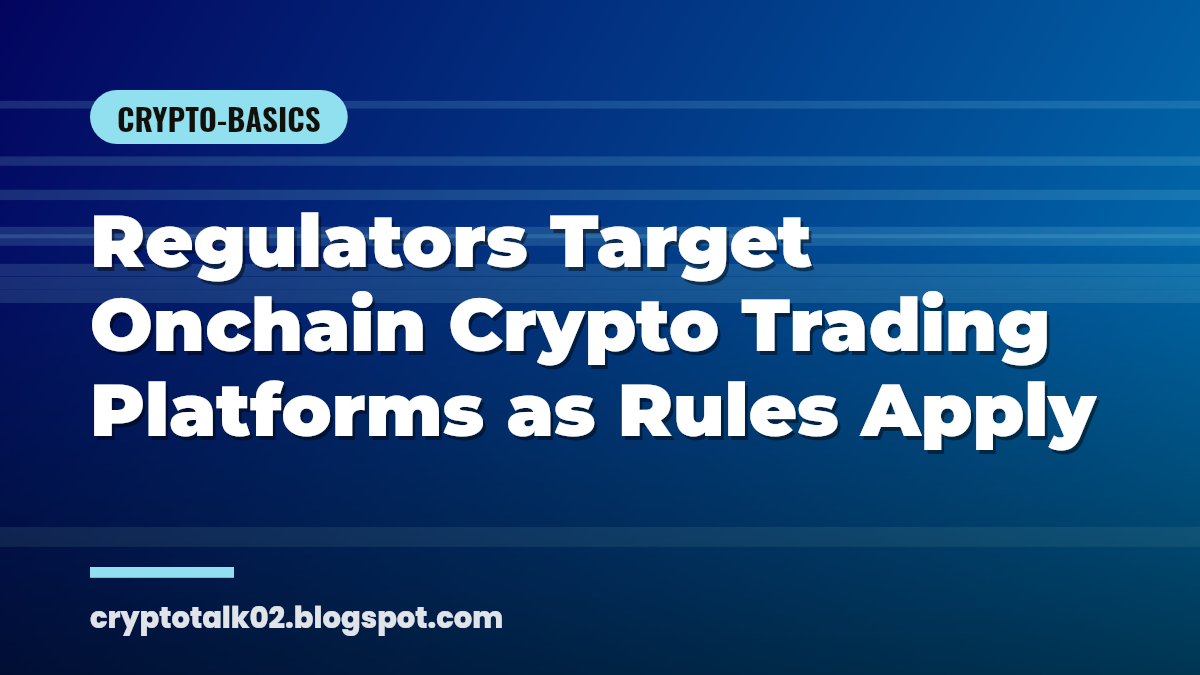 CRYPTO-BASICS
Regulators Target
Onchain Crypto Trading
Platforms as Rules Apply
cryptotalk02.blogspot.com